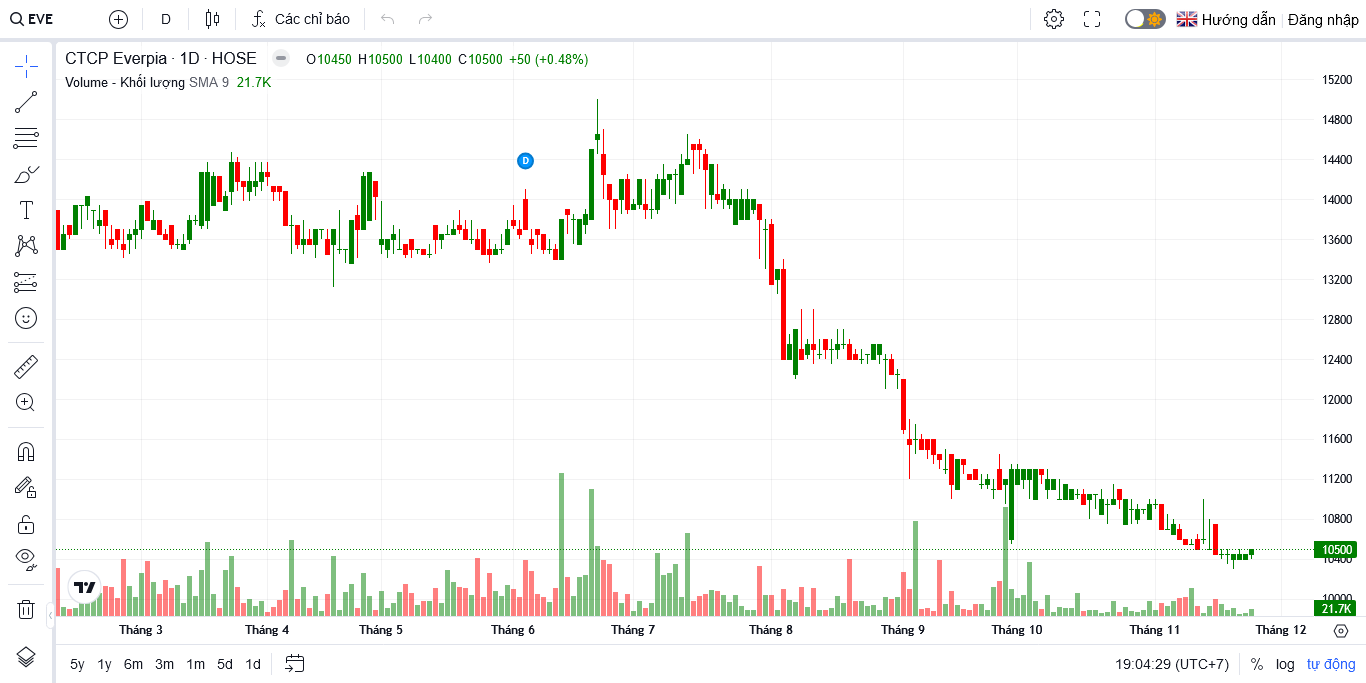 EVE D Các chỉ báo Hướng dẫn Đăng nhập
CTCP Everpia · 1D · HOSE O10450 H10500 L10400 C10500 +50 (+0.48%)
Volume - Khối lượng SMA 9 21.7K
15200
14800
14400
D
14000
13600
13200
12800
12400
12000
11600
11200
10800
10500
10400
10000
21.7K
Tháng 3 Tháng 4 Tháng 5 Tháng 6 Tháng 7 Tháng 8 Tháng 9 Tháng 10 Tháng 11 Tháng 12
5y 1y 6m 3m 1m 5d 1d 19:04:29 (UTC+7) % log tự động